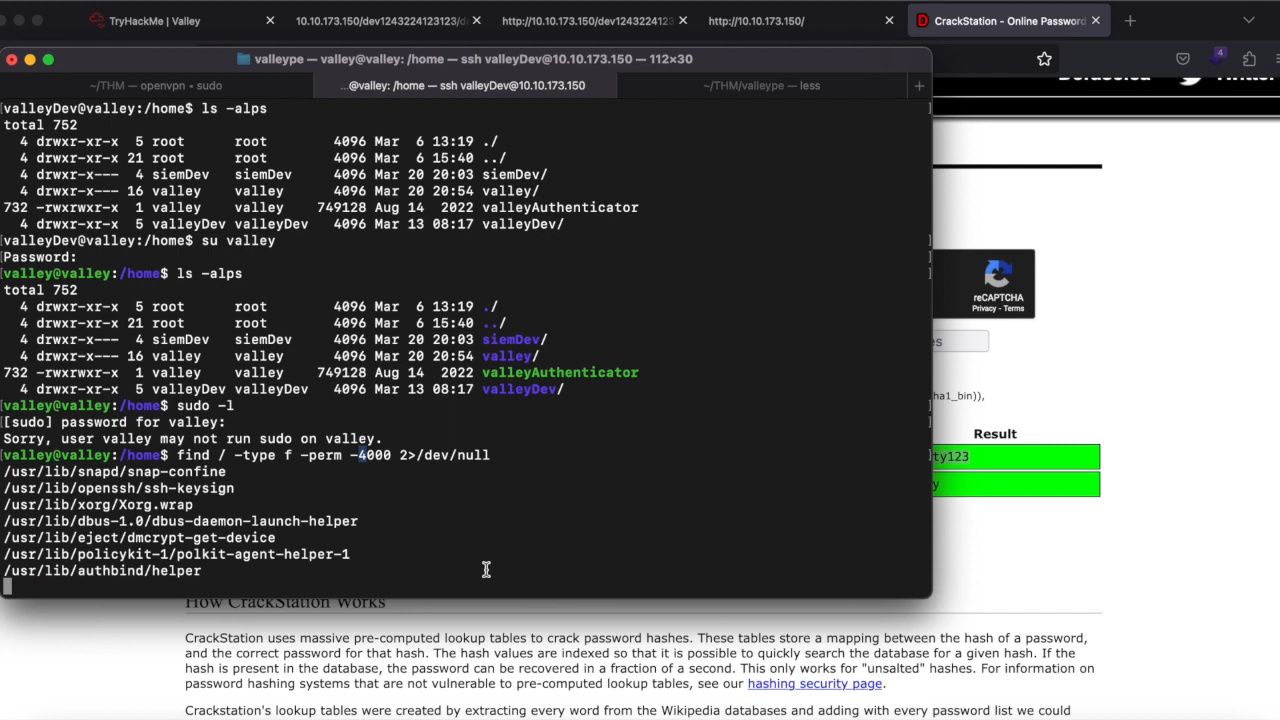 TryHackMe | Valley
10.10.173.150/dev1243224123123/d
http://10.10.173.150/dev1243224123
http://10.10.173.150/
CrackStation - Online Password
4
valleype — valley@valley: /home — ssh valleyDev@10.10.173.150 — 112×30
~/THM — openvpn • sudo
...@valley: /home — ssh valleyDev@10.10.173.150
~/THM/valleype — less
[valleyDev@valley:/home$ ls -alps
total 752
4 drwxr-xr-x 5 root root 4096 Mar 6 13:19 ./
4 drwxr-xr-x 21 root root 4096 Mar 6 15:40 ../
4 drwxr-x--- 4 siemDev siemDev 4096 Mar 20 20:03 siemDev/
4 drwxr-x--- 16 valley valley 4096 Mar 20 20:54 valley/
732 -rwxrwxr-x 1 valley valley 749128 Aug 14 2022 valleyAuthenticator
4 drwxr-xr-x 5 valleyDev valleyDev 4096 Mar 13 08:17 valleyDev/
[valleyDev@valley:/home$ su valley
[Password:
[valley@valley:/home$ ls -alps
total 752
4 drwxr-xr-x 5 root root 4096 Mar 6 13:19 ./
4 drwxr-xr-x 21 root root 4096 Mar 6 15:40 ../
4 drwxr-x--- 4 siemDev siemDev 4096 Mar 20 20:03 siemDev/
4 drwxr-x--- 16 valley valley 4096 Mar 20 20:54 valley/
732 -rwxrwxr-x 1 valley valley 749128 Aug 14 2022 valleyAuthenticator
4 drwxr-xr-x 5 valleyDev valleyDev 4096 Mar 13 08:17 valleyDev/
[valley@valley:/home$ sudo -l
[[sudo] password for valley:
Sorry, user valley may not run sudo on valley.
[valley@valley:/home$ find / -type f -perm -4000 2>/dev/null
/usr/lib/snapd/snap-confine
/usr/lib/openssh/ssh-keysign
/usr/lib/xorg/Xorg.wrap
/usr/lib/dbus-1.0/dbus-daemon-launch-helper
/usr/lib/eject/dmcrypt-get-device
/usr/lib/policykit-1/polkit-agent-helper-1
/usr/lib/authbind/helper
reCAPTCHA
Privacy - Terms
es
ha1_bin)),
Result
ty123
y
How CrackStation Works
CrackStation uses massive pre-computed lookup tables to crack password hashes. These tables store a mapping between the hash of a password,
and the correct password for that hash. The hash values are indexed so that it is possible to quickly search the database for a given hash. If the
hash is present in the database, the password can be recovered in a fraction of a second. This only works for "unsalted" hashes. For information on
password hashing systems that are not vulnerable to pre-computed lookup tables, see our hashing security page.
Crackstation's lookup tables were created by extracting every word from the Wikipedia databases and adding with every password list we could